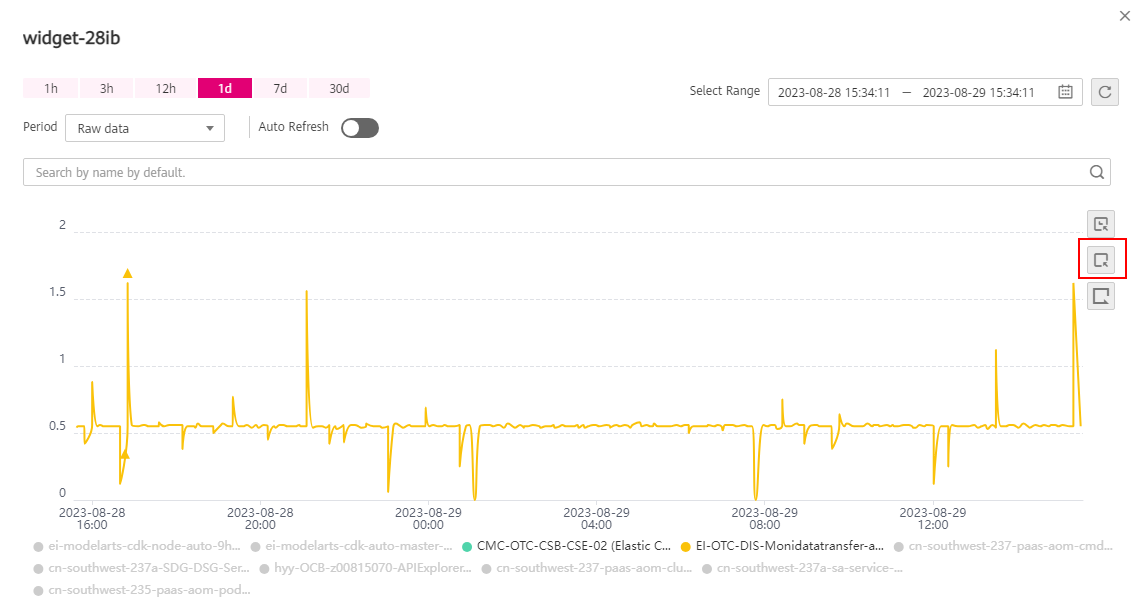 widget-28ib
1h 3h 12h 1d 7d 30d
Select Range 2023-08-28 15:34:11 — 2023-08-29 15:34:11
Period Raw data Auto Refresh
Search by name by default.
2
1.5
1
0.5
0
2023-08-28 2023-08-28 2023-08-29 2023-08-29 2023-08-29 2023-08-29
16:00 20:00 00:00 04:00 08:00 12:00
ei-modelarts-cdk-node-auto-9h... ei-modelarts-cdk-auto-master-... CMC-OTC-CSB-CSE-02 (Elastic C... EI-OTC-DIS-Monidatatransfer-a... cn-southwest-237-paas-aom-cmd...
cn-southwest-237a-SDG-DSG-Ser... hyy-OCB-z00815070-APIExplorer... cn-southwest-237-paas-aom-clu... cn-southwest-237a-sa-service-...
cn-southwest-235-paas-aom-pod...